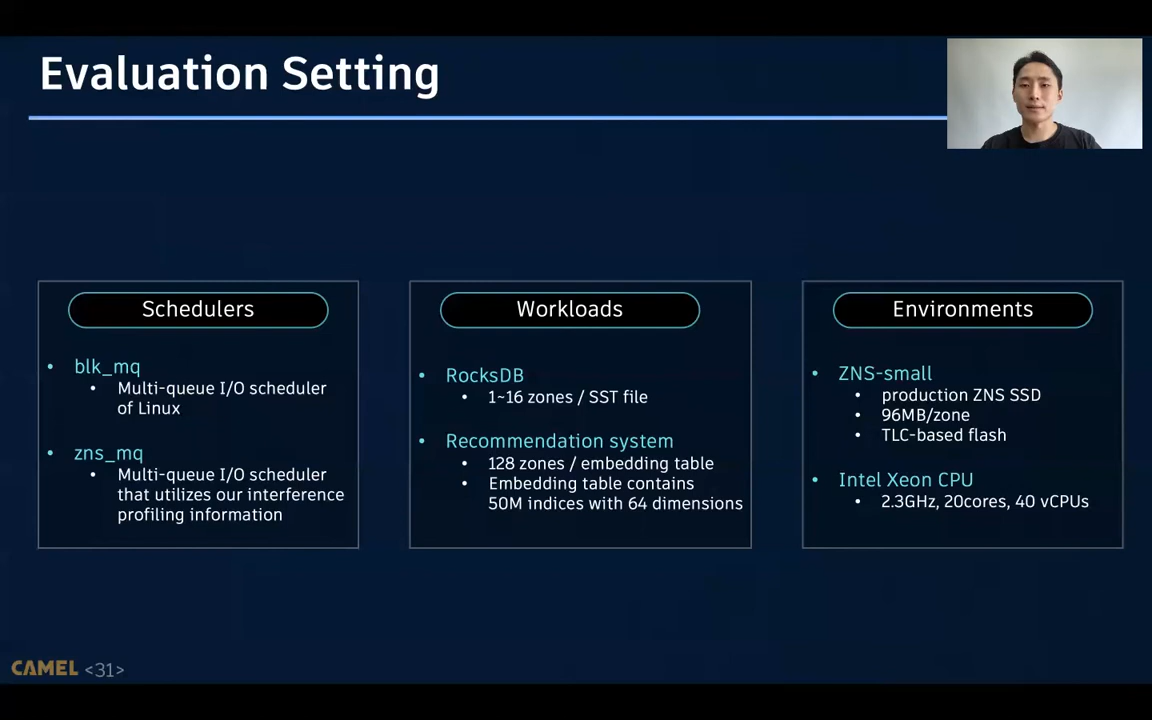 Evaluation Setting
Schedulers
• blk_mq
• Multi-queue I/O scheduler
of Linux
• zns_mq
• Multi-queue I/O scheduler
that utilizes our interference
profiling information
Workloads
• RocksDB
• 1~16 zones / SST file
• Recommendation system
• 128 zones / embedding table
• Embedding table contains
50M indices with 64 dimensions
Environments
• ZNS-small
• production ZNS SSD
• 96MB/zone
• TLC-based flash
• Intel Xeon CPU
• 2.3GHz, 20cores, 40 vCPUs
CAMEL <31>